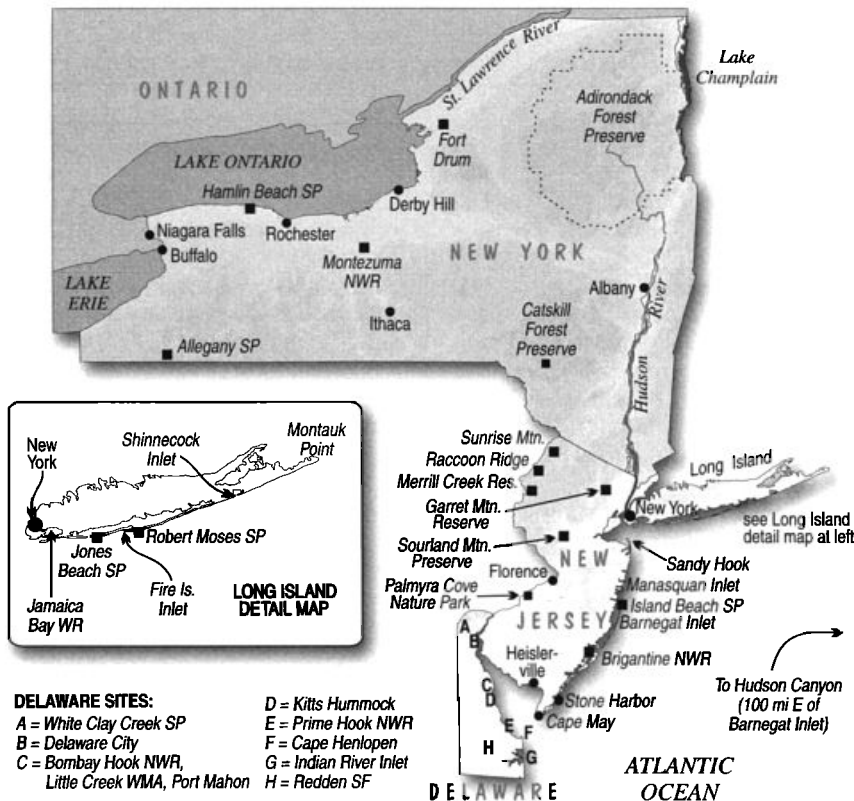 Lake
Champlain
St. Lawrence River
ONTARIO
Adirondack
Forest
Preserve
Fort
Drum
LAKE ONTARIO
Hamlin Beach SP
Derby Hill
Niagara Falls
Rochester
Buffalo
Montezuma
NWR
NEW YORK
LAKE
ERIE
Albany
Hudson River
Ithaca
Catskill
Forest
Preserve
Allegany SP
New
York
Shinnecock
Inlet
Montauk
Point
Robert Moses SP
Jones
Beach SP
Fire Is.
Inlet
Jamaica
Bay WR
LONG ISLAND
DETAIL MAP
Sunrise Mtn.
Raccoon Ridge
Merrill Creek Res.
Garret Mtn.
Reserve
Sourland Mtn.
Preserve
Long Island
New York
see Long Island
detail map at left
Florence
NEW
JERSEY
Sandy Hook
Manasquan Inlet
Palmyra Cove
Nature Park
Island Beach SP
Barnegat Inlet
A
B
Heisler-
ville
Brigantine NWR
C
D
Stone Harbor
Cape May
E
F
G
H
To Hudson Canyon
(100 mi E of
Barnegat Inlet)
DELAWARE
ATLANTIC
OCEAN
DELAWARE SITES:
A = White Clay Creek SP
B = Delaware City
C = Bombay Hook NWR,
Little Creek WMA, Port Mahon
D = Kitts Hummock
E = Prime Hook NWR
F = Cape Henlopen
G = Indian River Inlet
H = Redden SF